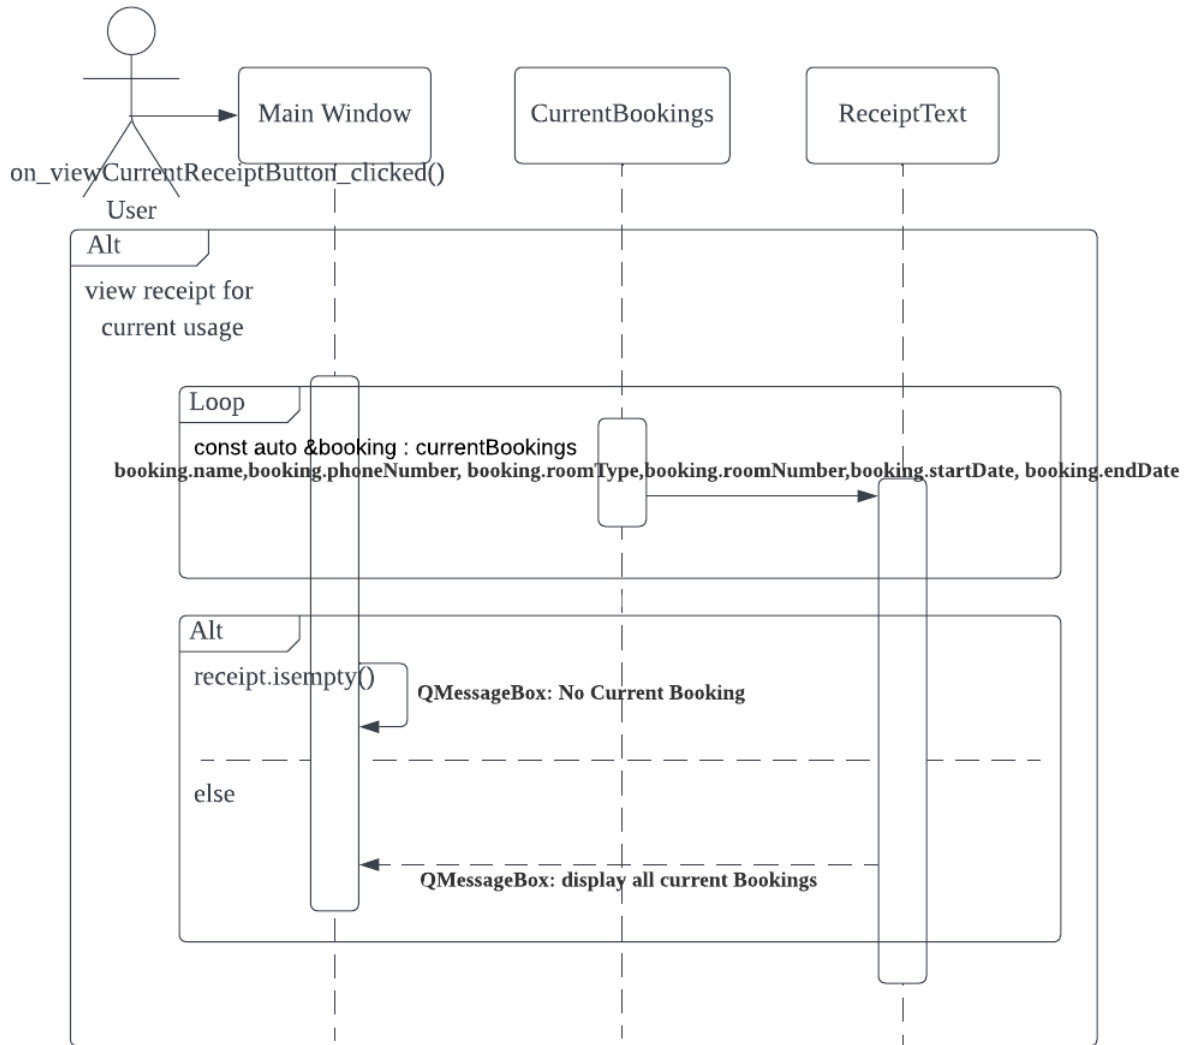 Main Window
CurrentBookings
ReceiptText
on_viewCurrentReceiptButton_clicked()
User
Alt
view receipt for
current usage
Loop
const auto &booking : currentBookings
booking.name,booking.phoneNumber, booking.roomType,booking.roomNumber,booking.startDate, booking.endDate
Alt
receipt.isempty()
QMessageBox: No Current Booking
else
QMessageBox: display all current Bookings